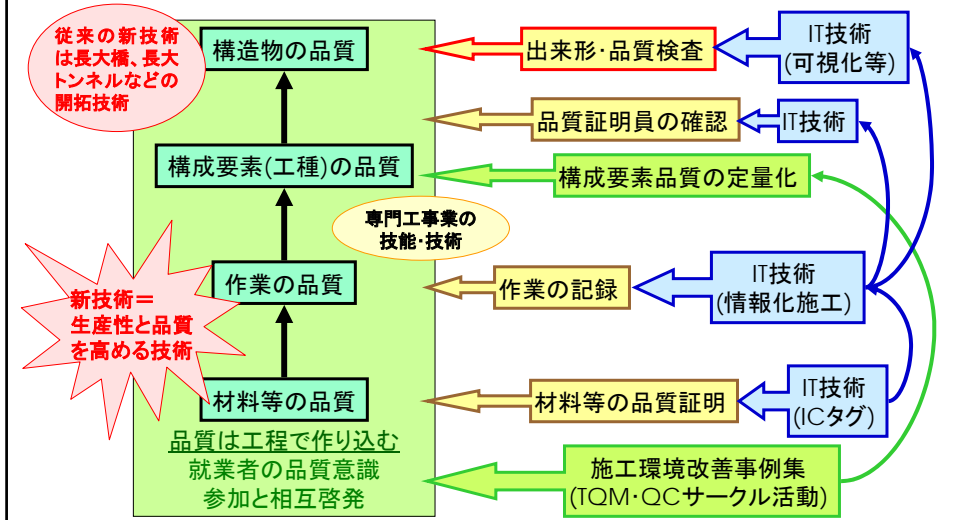 従来の新技術
は長大橋、長大
トンネルなどの
開拓技術
構造物の品質
出来形・品質検査
IT技術
(可視化等)
品質証明員の確認
IT技術
構成要素(工種)の品質
構成要素品質の定量化
専門工事業の
技能・技術
新技術＝
生産性と品質
を高める技術
作業の品質
作業の記録
IT技術
(情報化施工)
材料等の品質
材料等の品質証明
IT技術
(ICタグ)
品質は工程で作り込む
就業者の品質意識
参加と相互啓発
施工環境改善事例集
(TQM・QCサークル活動)